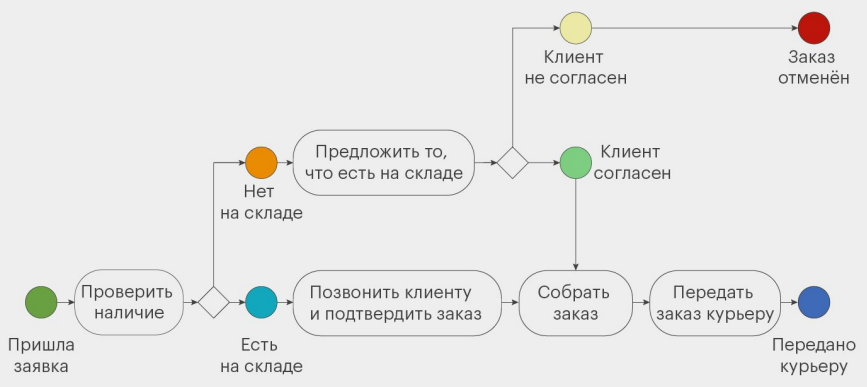 Клиент
не согласен
Заказ
отменён
Предложить то,
что есть на складе
Клиент
согласен
Нет
на складе
Проверить
наличие
Позвонить клиенту
и подтвердить заказ
Собрать
заказ
Передать
заказ курьеру
Пришла
заявка
Есть
на складе
Передано
курьеру